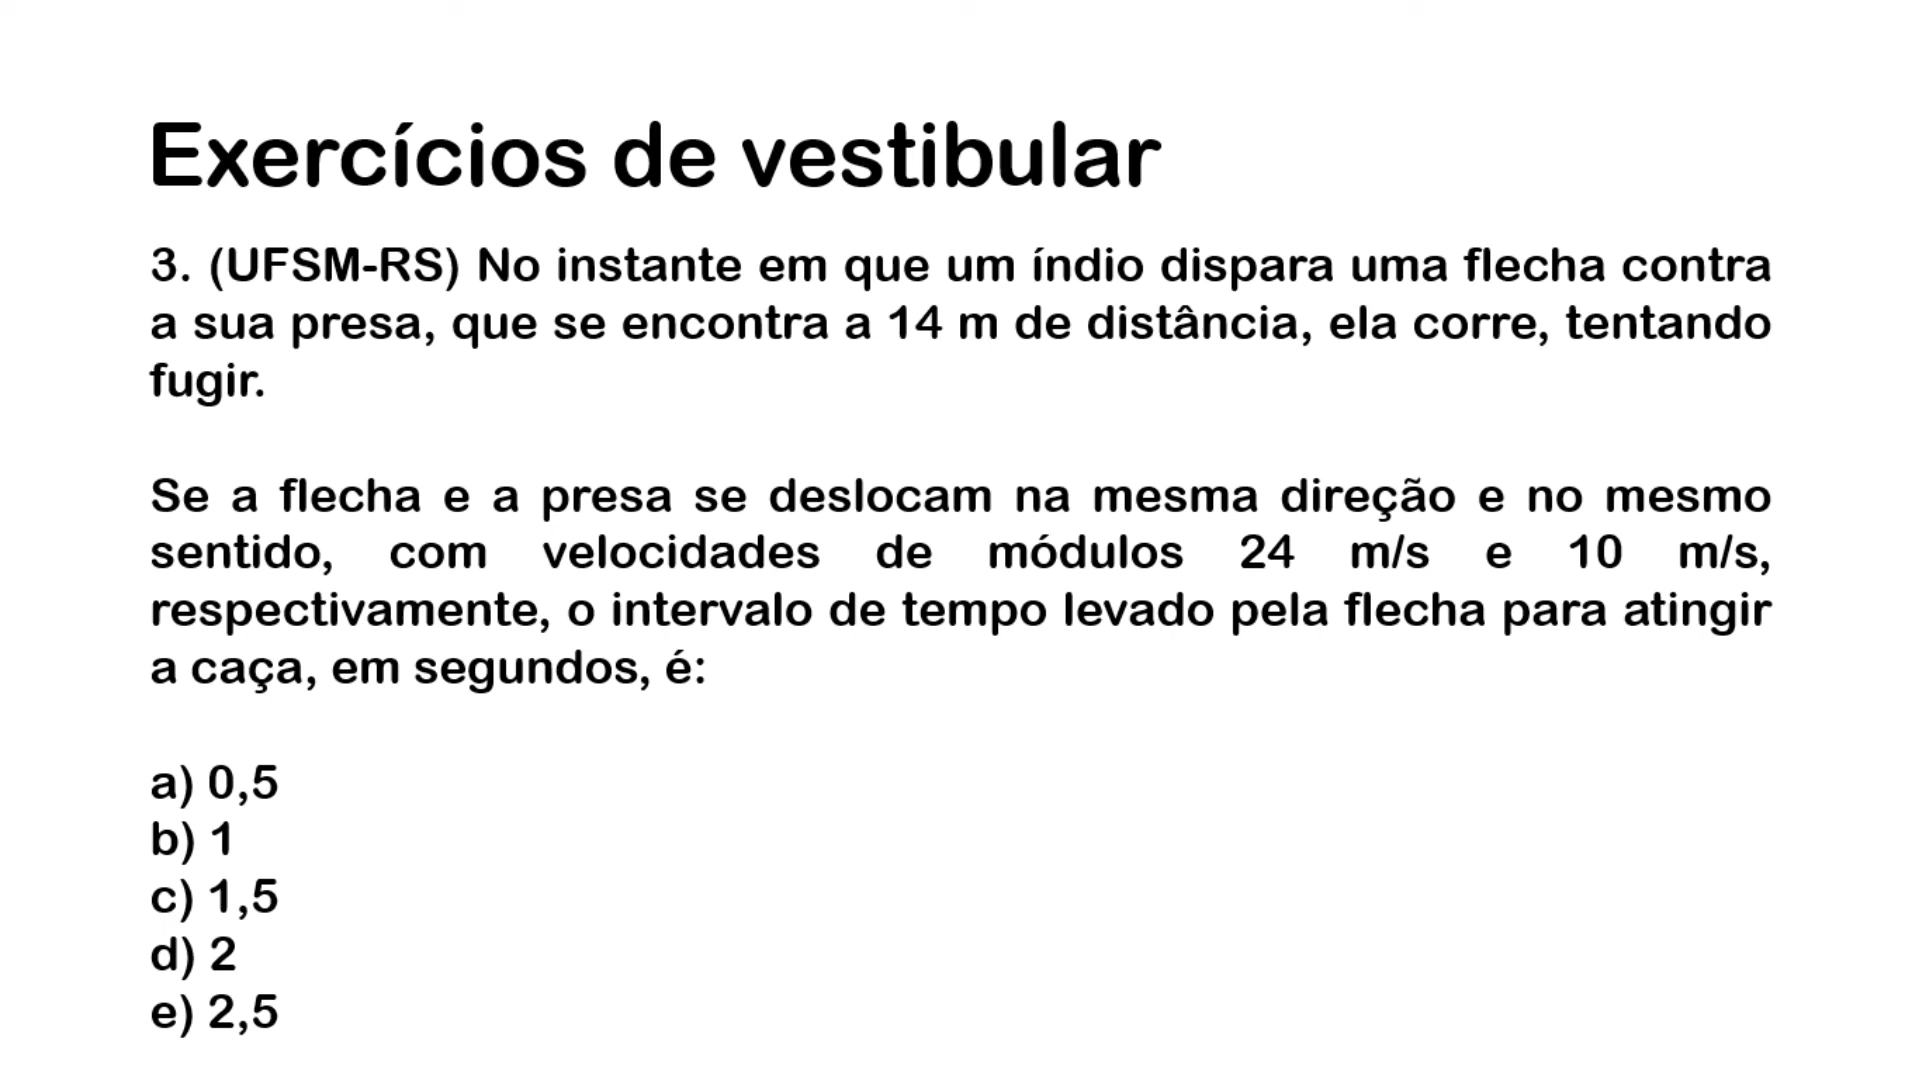 Exercícios de vestibular
3. (UFSM-RS) No instante em que um índio dispara uma flecha contra
a sua presa, que se encontra a 14 m de distância, ela corre, tentando
fugir.
Se a flecha e a presa se deslocam na mesma direção e no mesmo
sentido, com velocidades de módulos 24 m/s e 10 m/s,
respectivamente, o intervalo de tempo levado pela flecha para atingir
a caça, em segundos, é:
a) 0,5
b) 1
c) 1,5
d) 2
e) 2,5